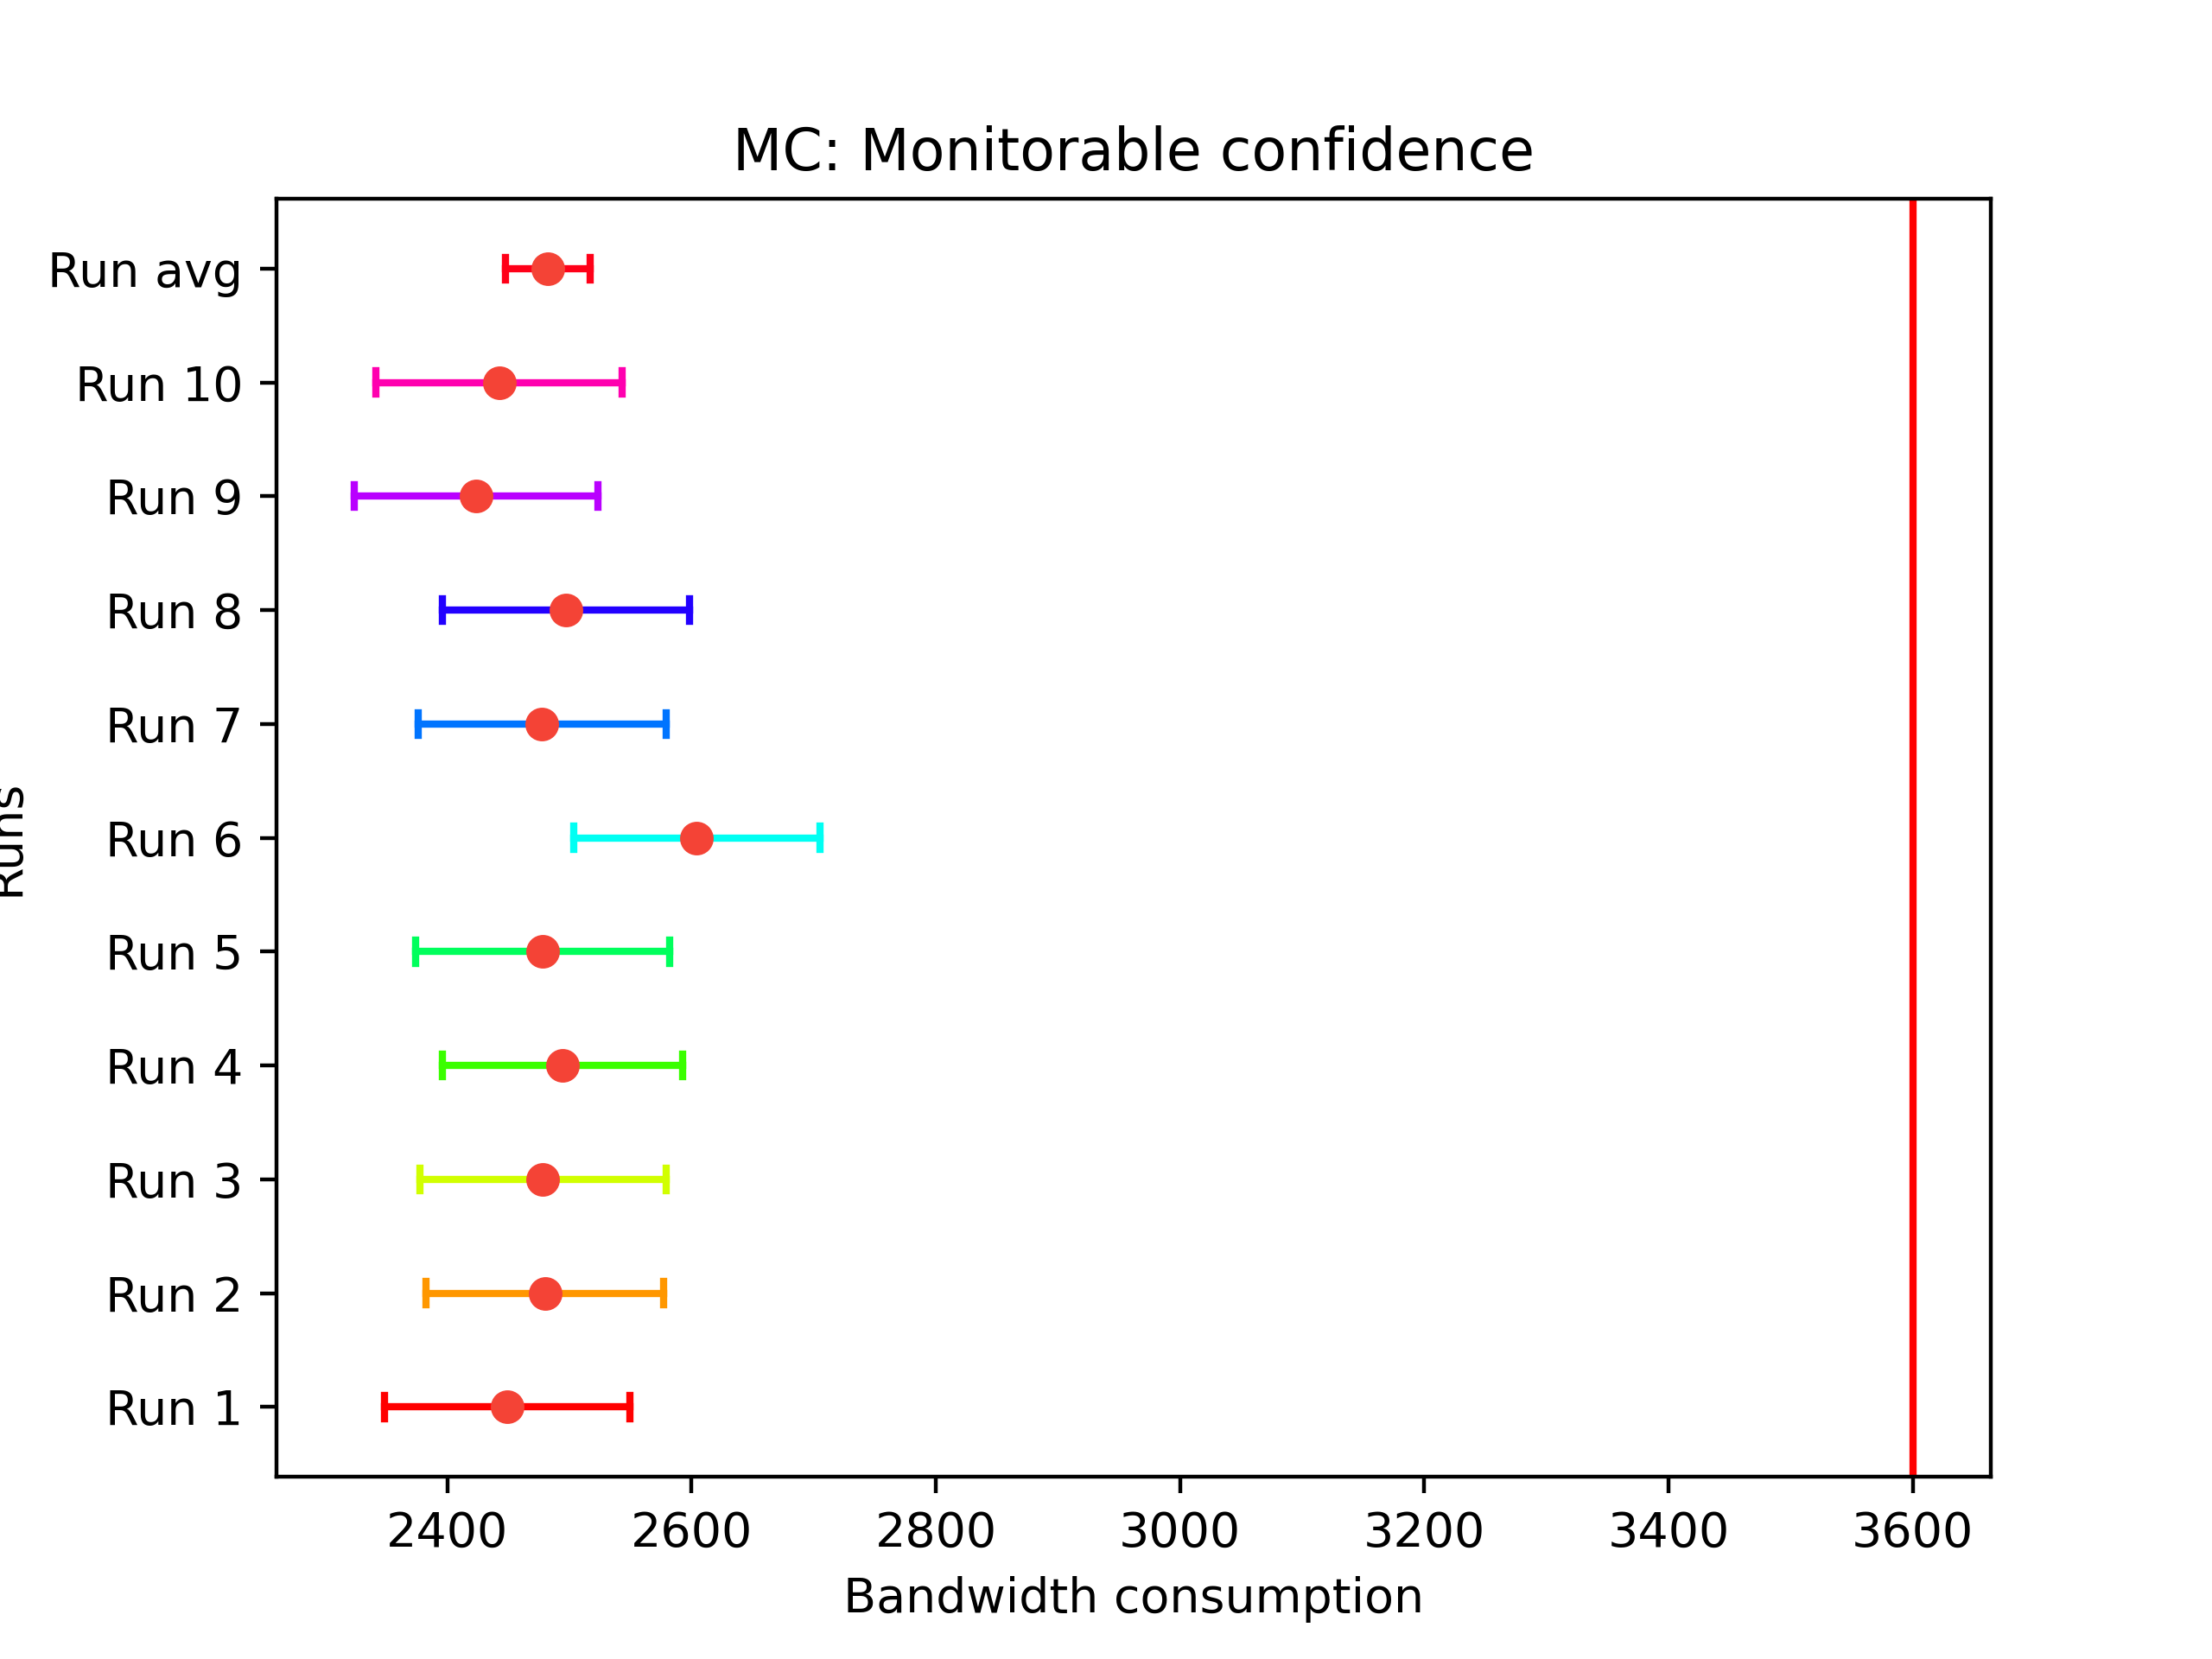 MC: Monitorable confidence
Run avg
Run 10
Run 9
Run 8
Run 7
Run 6
Run 5
Run 4
Run 3
Run 2
Run 1
Runs
2400 2600 2800 3000 3200 3400 3600
Bandwidth consumption